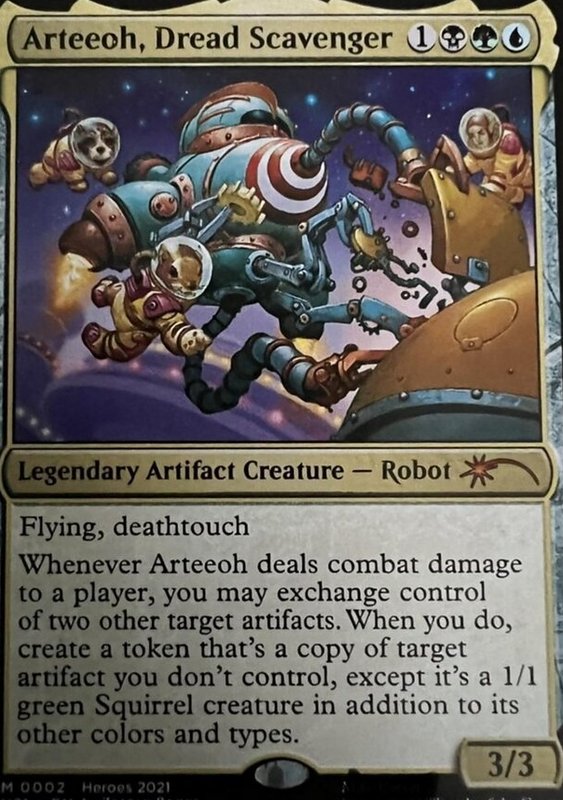 Arteeoh, Dread Scavenger 1
Legendary Artifact Creature — Robot
Flying, deathtouch
Whenever Arteeoh deals combat damage
to a player, you may exchange control
of two other target artifacts. When you do,
create a token that's a copy of target
artifact you don't control, except it's a 1/1
green Squirrel creature in addition to its
other colors and types.
3/3
M 0002 Heroes 2021